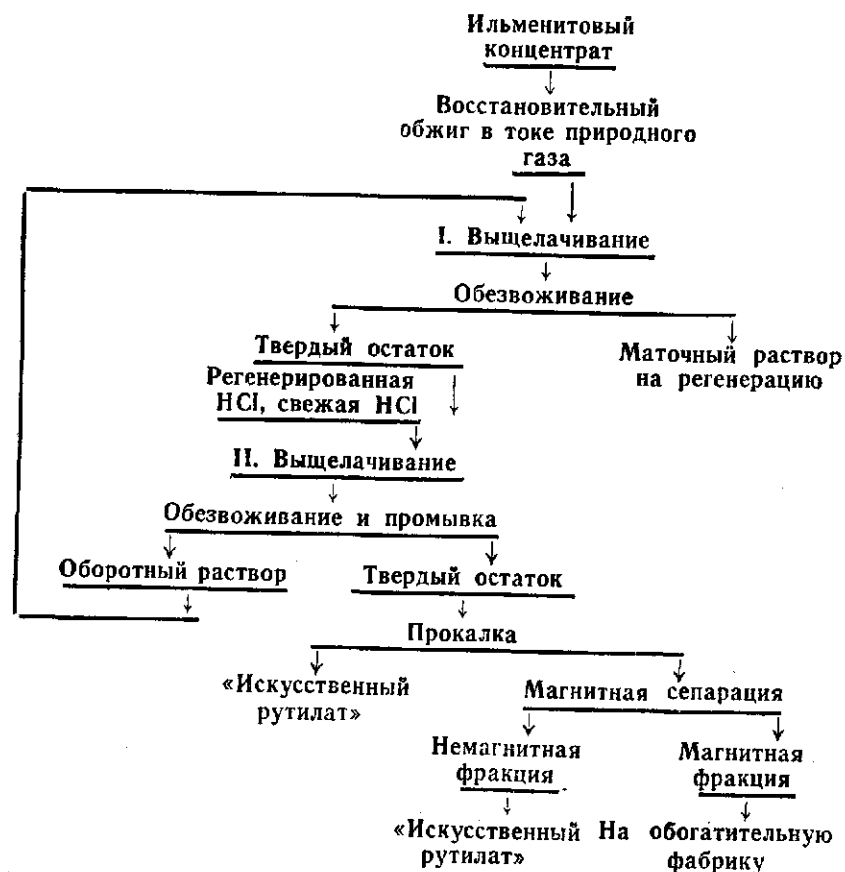 Ильменитовый
концентрат
Восстановительный
обжиг в токе природного
газа
I. Выщелачивание
Обезвоживание
Твердый остаток
Маточный раствор
на регенерацию
Регенерированная
HCl, свежая HCl
II. Выщелачивание
Обезвоживание и промывка
Оборотный раствор
Твердый остаток
Прокалка
«Искусственный
рутилат»
Магнитная сепарация
Немагнитная
фракция
Магнитная
фракция
«Искусственный
рутилат»
На обогатительную
фабрику